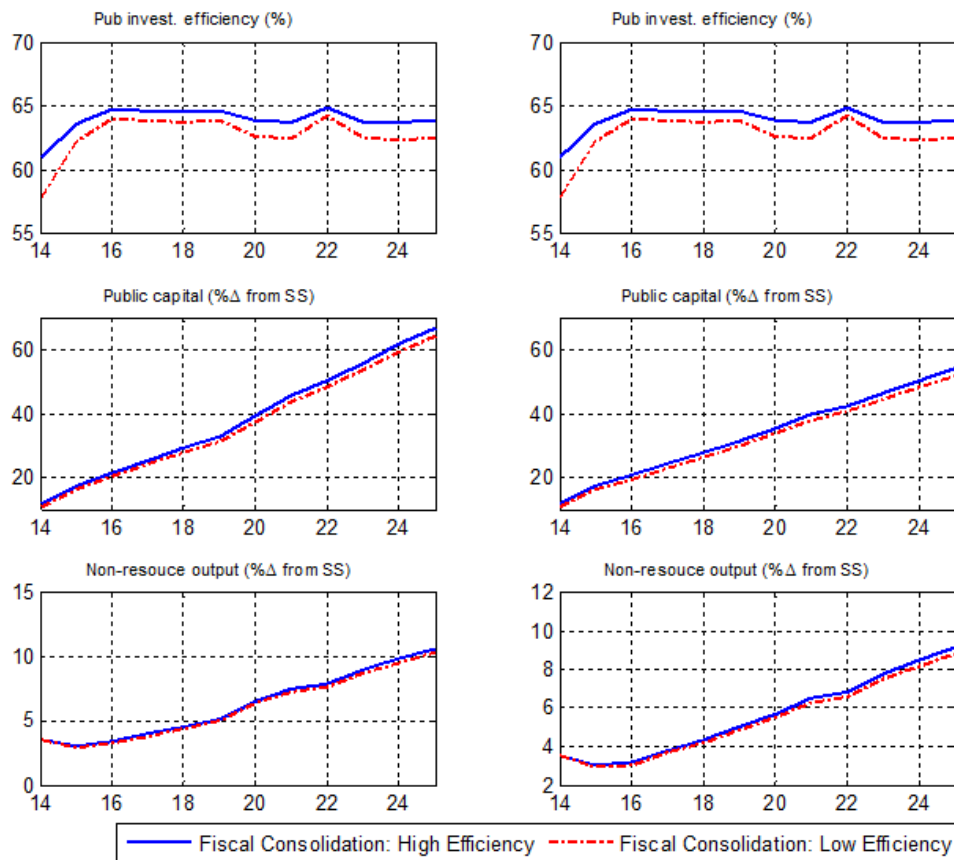 Pub invest. efficiency (%)
70
65
60
55
14 16 18 20 22 24
Pub invest. efficiency (%)
70
65
60
55
14 16 18 20 22 24
Public capital (%Δ from SS)
60
40
20
14 16 18 20 22 24
Public capital (%Δ from SS)
60
40
20
14 16 18 20 22 24
Non-resouce output (%Δ from SS)
15
10
5
0
14 16 18 20 22 24
Non-resouce output (%Δ from SS)
12
10
8
6
4
2
14 16 18 20 22 24
Fiscal Consolidation: High Efficiency Fiscal Consolidation: Low Efficiency